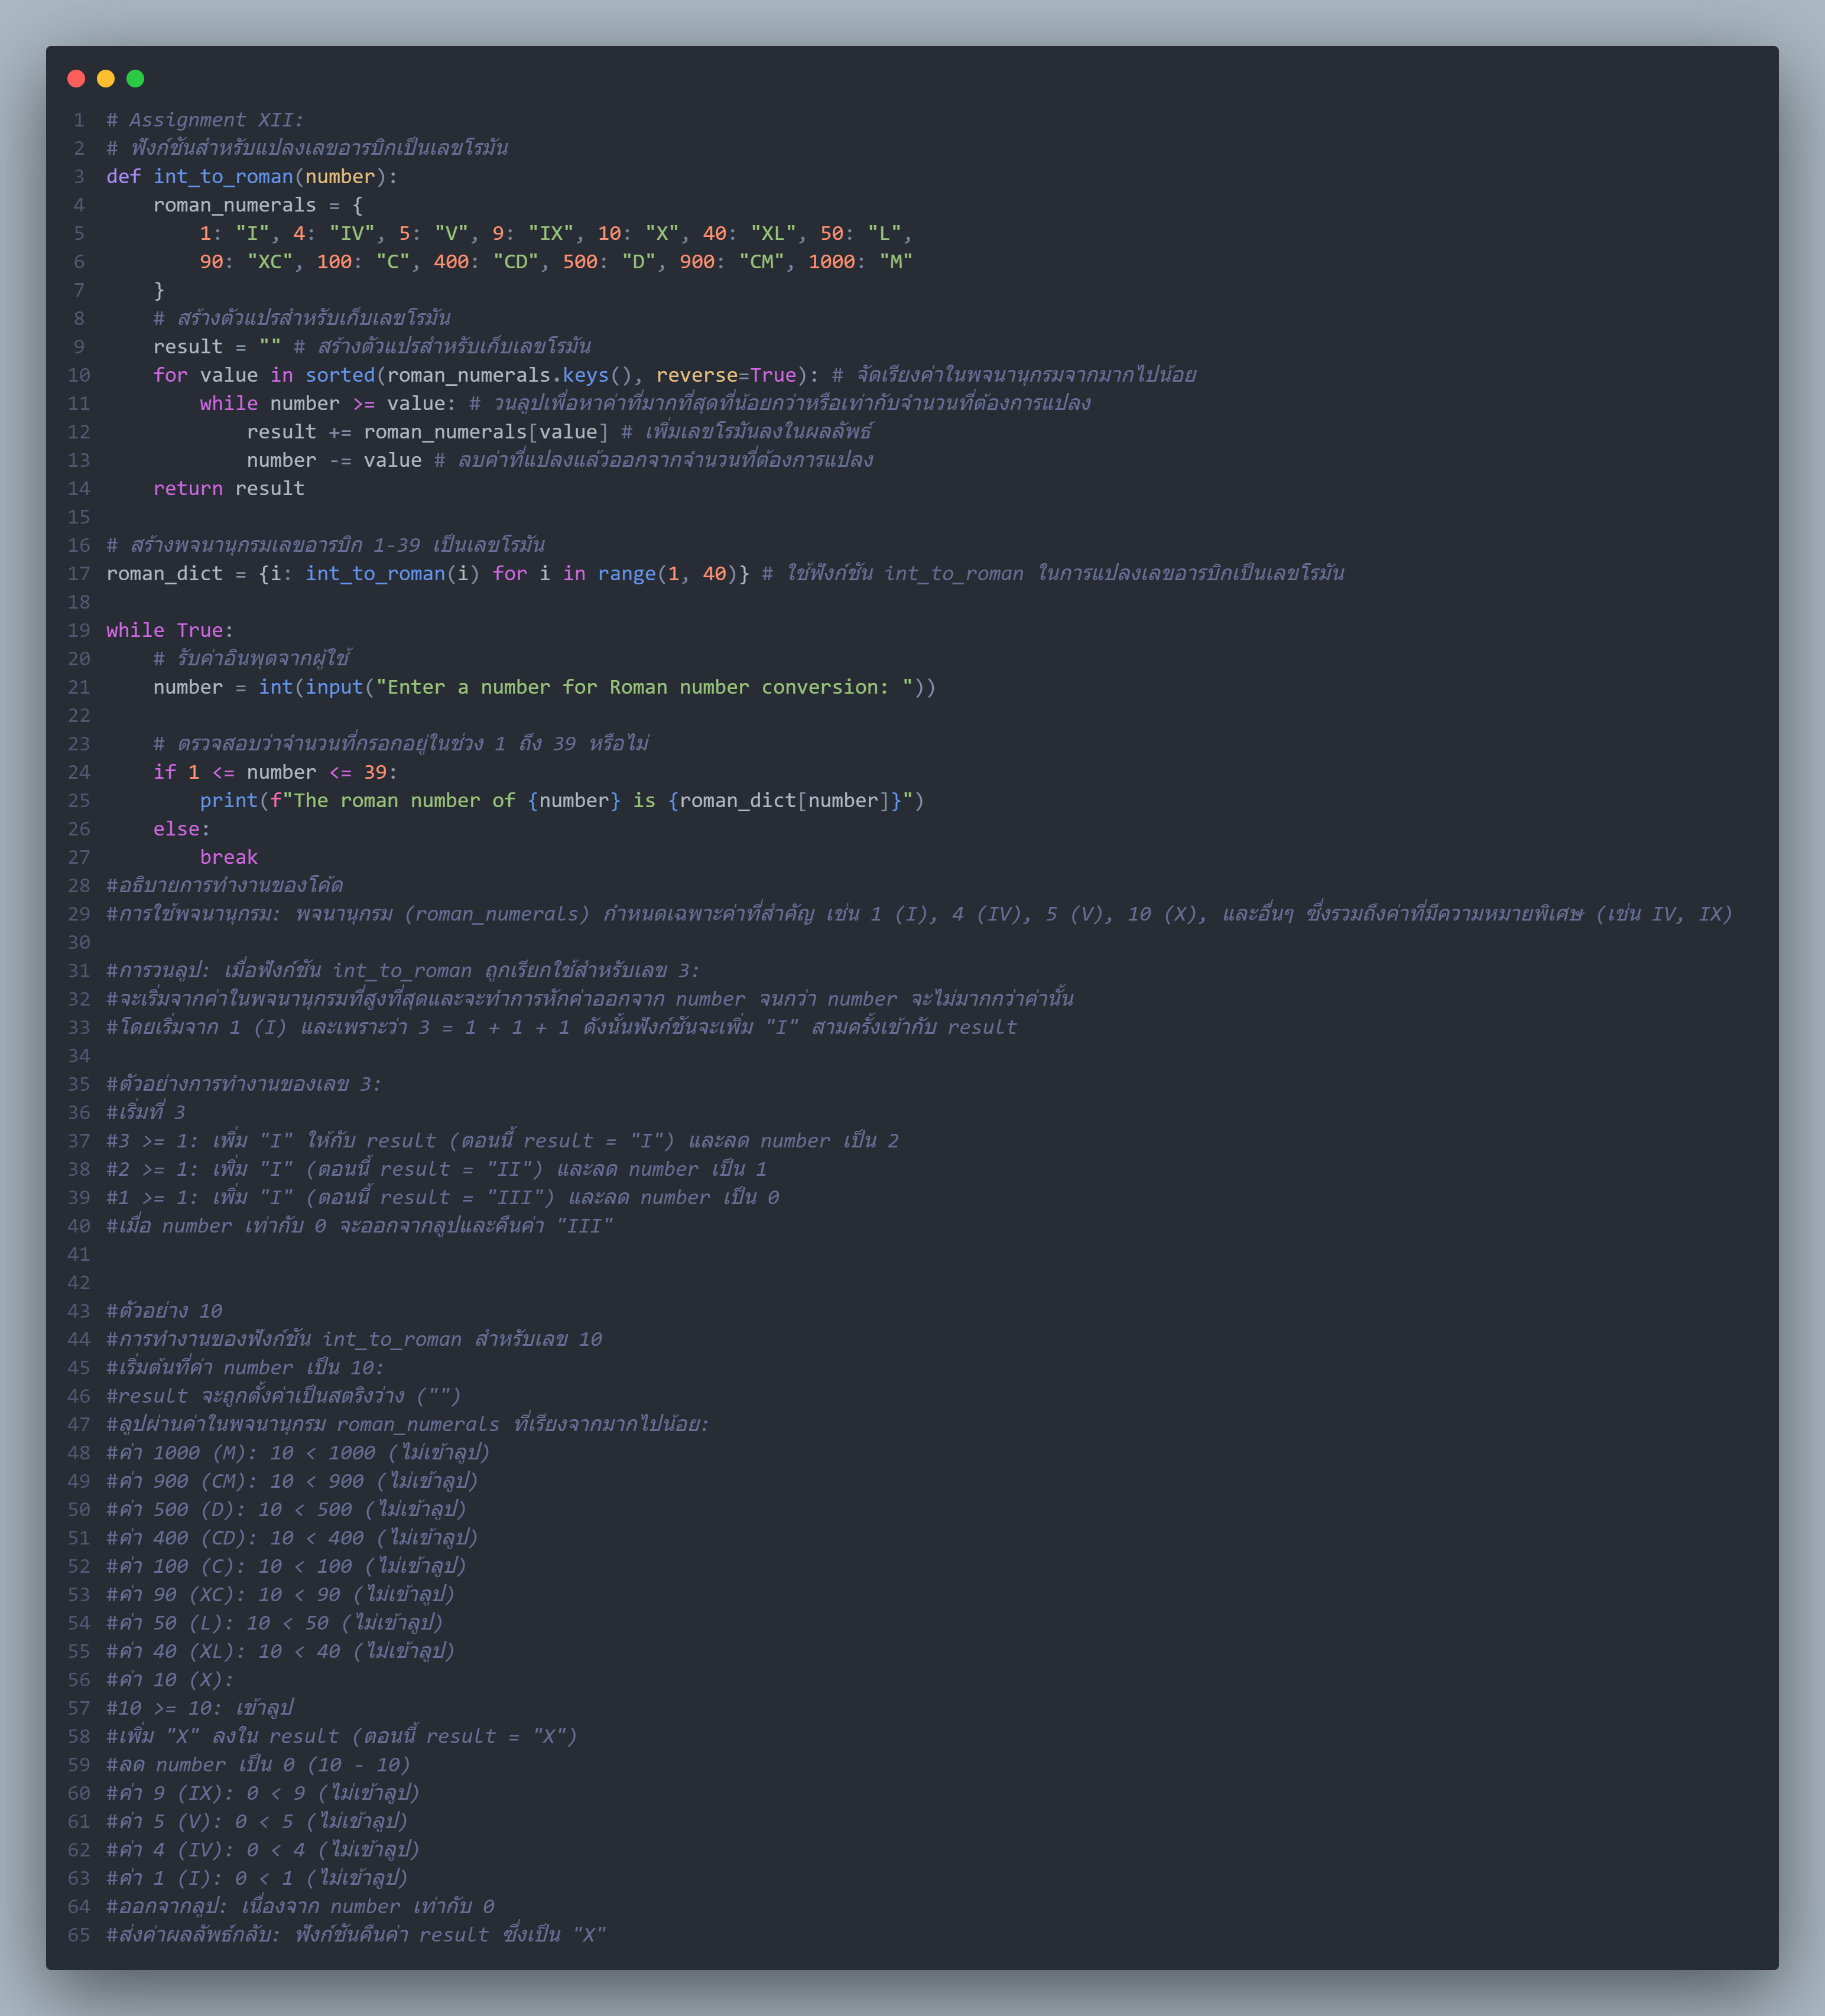 1 # Assignment XII:
2 # ฟังก์ชันสำหรับแปลงเลขอารบิกเป็นเลขโรมัน
3 def int_to_roman(number):
4     roman_numerals = {
5         1: "I", 4: "IV", 5: "V", 9: "IX", 10: "X", 40: "XL", 50: "L",
6         90: "XC", 100: "C", 400: "CD", 500: "D", 900: "CM", 1000: "M"
7     }
8     # สร้างตัวแปรสำหรับเก็บเลขโรมัน
9     result = "" # สร้างตัวแปรสำหรับเก็บเลขโรมัน
10     for value in sorted(roman_numerals.keys(), reverse=True): # จัดเรียงค่าในพจนานุกรมจากมากไปน้อย
11         while number >= value: # วนลูปเพื่อหาค่าที่มากที่สุดที่น้อยกว่าหรือเท่ากับจำนวนที่ต้องการแปลง
12             result += roman_numerals[value] # เพิ่มเลขโรมันลงในผลลัพธ์
13             number -= value # ลบค่าที่แปลงแล้วออกจากจำนวนที่ต้องการแปลง
14     return result
15
16 # สร้างพจนานุกรมเลขอารบิก 1-39 เป็นเลขโรมัน
17 roman_dict = {i: int_to_roman(i) for i in range(1, 40)} # ใช้ฟังก์ชัน int_to_roman ในการแปลงเลขอารบิกเป็นเลขโรมัน
18
19 while True:
20     # รับค่าอินพุตจากผู้ใช้
21     number = int(input("Enter a number for Roman number conversion: "))
22
23     # ตรวจสอบว่าจำนวนที่กรอกอยู่ในช่วง 1 ถึง 39 หรือไม่
24     if 1 <= number <= 39:
25         print(f"The roman number of {number} is {roman_dict[number]}")
26     else:
27         break
28 #อธิบายการทำงานของโค้ด
29 #การใช้พจนานุกรม: พจนานุกรม (roman_numerals) กำหนดเฉพาะค่าที่สำคัญ เช่น 1 (I), 4 (IV), 5 (V), 10 (X), และอื่นๆ ซึ่งรวมถึงค่าที่มีความหมายพิเศษ (เช่น IV, IX)
30
31 #การวนลูป: เมื่อฟังก์ชัน int_to_roman ถูกเรียกใช้สำหรับเลข 3:
32 #จะเริ่มจากค่าในพจนานุกรมที่สูงที่สุดและจะทำการหักค่าออกจาก number จนกว่า number จะไม่มากกว่าค่านั้น
33 #โดยเริ่มจาก 1 (I) และเพราะว่า 3 = 1 + 1 + 1 ดังนั้นฟังก์ชันจะเพิ่ม "I" สามครั้งเข้ากับ result
34
35 #ตัวอย่างการทำงานของเลข 3:
36 #เริ่มที่ 3
37 #3 >= 1: เพิ่ม "I" ให้กับ result (ตอนนี้ result = "I") และลด number เป็น 2
38 #2 >= 1: เพิ่ม "I" (ตอนนี้ result = "II") และลด number เป็น 1
39 #1 >= 1: เพิ่ม "I" (ตอนนี้ result = "III") และลด number เป็น 0
40 #เมื่อ number เท่ากับ 0 จะออกจากลูปและคืนค่า "III"
41
42
43 #ตัวอย่าง 10
44 #การทำงานของฟังก์ชัน int_to_roman สำหรับเลข 10
45 #เริ่มต้นที่ค่า number เป็น 10:
46 #result จะถูกตั้งค่าเป็นสตริงว่าง ("")
47 #ลูปผ่านค่าในพจนานุกรม roman_numerals ที่เรียงจากมากไปน้อย:
48 #ค่า 1000 (M): 10 < 1000 (ไม่เข้าลูป)
49 #ค่า 900 (CM): 10 < 900 (ไม่เข้าลูป)
50 #ค่า 500 (D): 10 < 500 (ไม่เข้าลูป)
51 #ค่า 400 (CD): 10 < 400 (ไม่เข้าลูป)
52 #ค่า 100 (C): 10 < 100 (ไม่เข้าลูป)
53 #ค่า 90 (XC): 10 < 90 (ไม่เข้าลูป)
54 #ค่า 50 (L): 10 < 50 (ไม่เข้าลูป)
55 #ค่า 40 (XL): 10 < 40 (ไม่เข้าลูป)
56 #ค่า 10 (X):
57 #10 >= 10: เข้าลูป
58 #เพิ่ม "X" ลงใน result (ตอนนี้ result = "X")
59 #ลด number เป็น 0 (10 - 10)
60 #ค่า 9 (IX): 0 < 9 (ไม่เข้าลูป)
61 #ค่า 5 (V): 0 < 5 (ไม่เข้าลูป)
62 #ค่า 4 (IV): 0 < 4 (ไม่เข้าลูป)
63 #ค่า 1 (I): 0 < 1 (ไม่เข้าลูป)
64 #ออกจากลูป: เนื่องจาก number เท่ากับ 0
65 #ส่งค่าผลลัพธ์กลับ: ฟังก์ชันคืนค่า result ซึ่งเป็น "X"